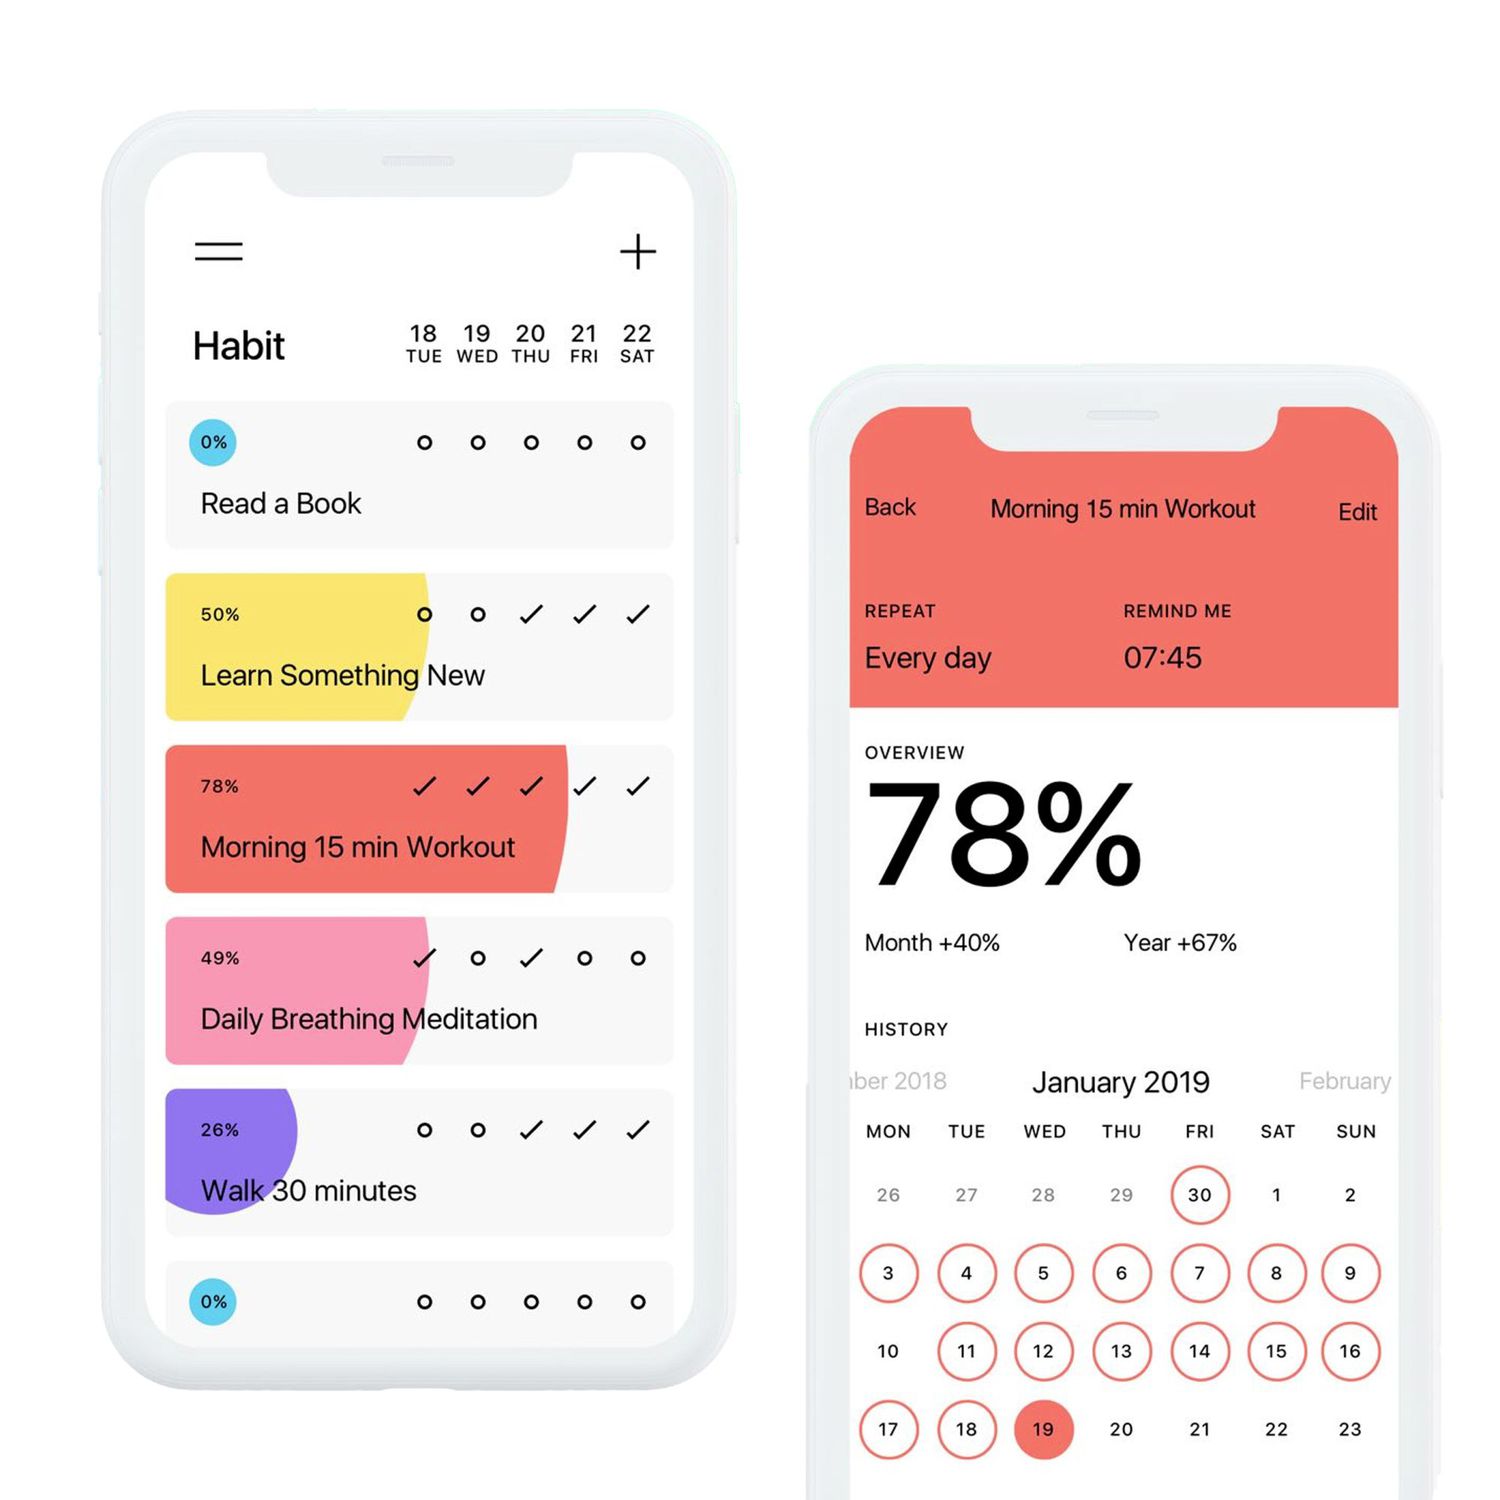 Habit
18 19 20 21 22
TUE WED THU FRI SAT
0%
Read a Book
50%
Learn Something New
78%
Morning 15 min Workout
49%
Daily Breathing Meditation
26%
Walk 30 minutes
0%
Back Morning 15 min Workout Edit
REPEAT REMIND ME
Every day 07:45
OVERVIEW
78%
Month +40% Year +67%
HISTORY
ber 2018 January 2019 February
MON TUE WED THU FRI SAT SUN
26 27 28 29 30 1 2
3 4 5 6 7 8 9
10 11 12 13 14 15 16
17 18 19 20 21 22 23